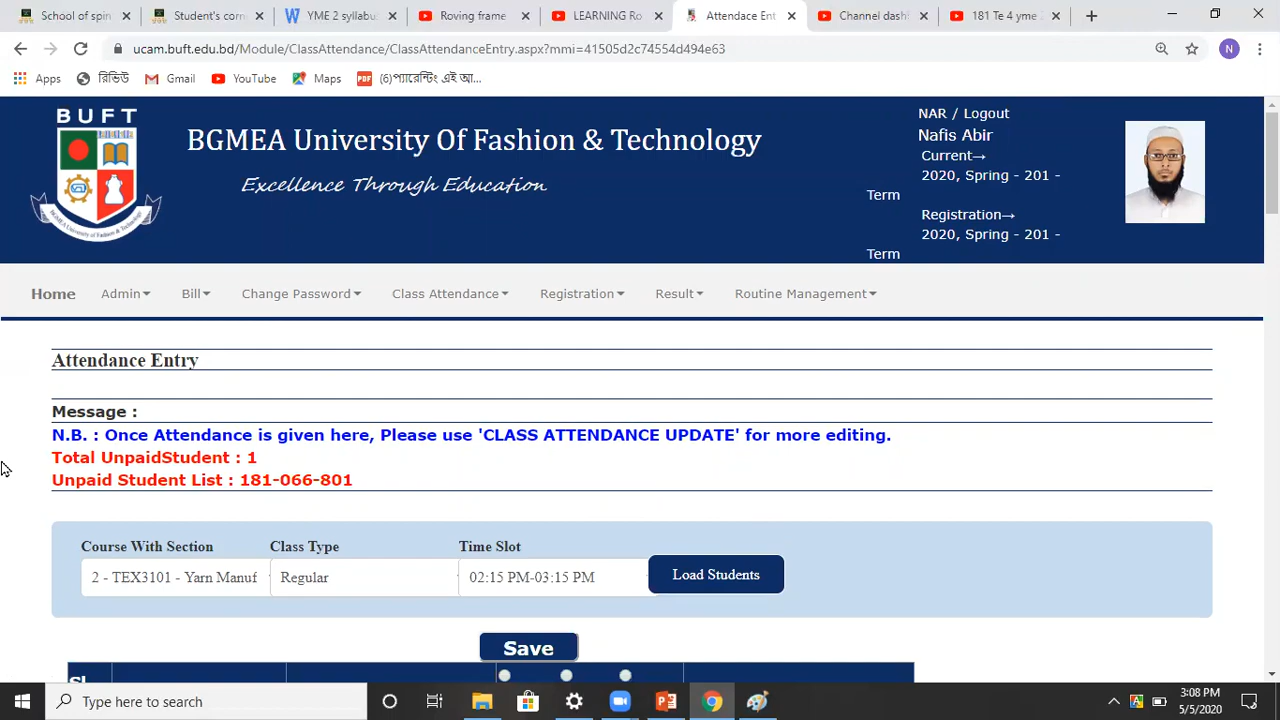 School of spin
Student's corn
YME 2 syllabus
Roving frame
LEARNING Ro
Attendace Ent
Channel dash
181 Te 4 yme
ucam.buft.edu.bd/Module/ClassAttendance/ClassAttendanceEntry.aspx?mmi=41505d2c74554d494e63
N
Apps
রিভিউ
Gmail
YouTube
Maps
(6)প্যারেন্টিং এই আ...
BUFT
BGMEA University Of Fashion & Technology
Excellence Through Education
NAR / Logout
Nafis Abir
Current→
2020, Spring - 201 -
Term
Registration→
2020, Spring - 201 -
Term
Home
Admin
Bill
Change Password
Class Attendance
Registration
Result
Routine Management
Attendance Entry
Message :
N.B. : Once Attendance is given here, Please use 'CLASS ATTENDANCE UPDATE' for more editing.
Total UnpaidStudent : 1
Unpaid Student List : 181-066-801
Course With Section
Class Type
Time Slot
2 - TEX3101 - Yarn Manuf
Regular
02:15 PM-03:15 PM
Load Students
Save
Type here to search
3:08 PM
5/5/2020